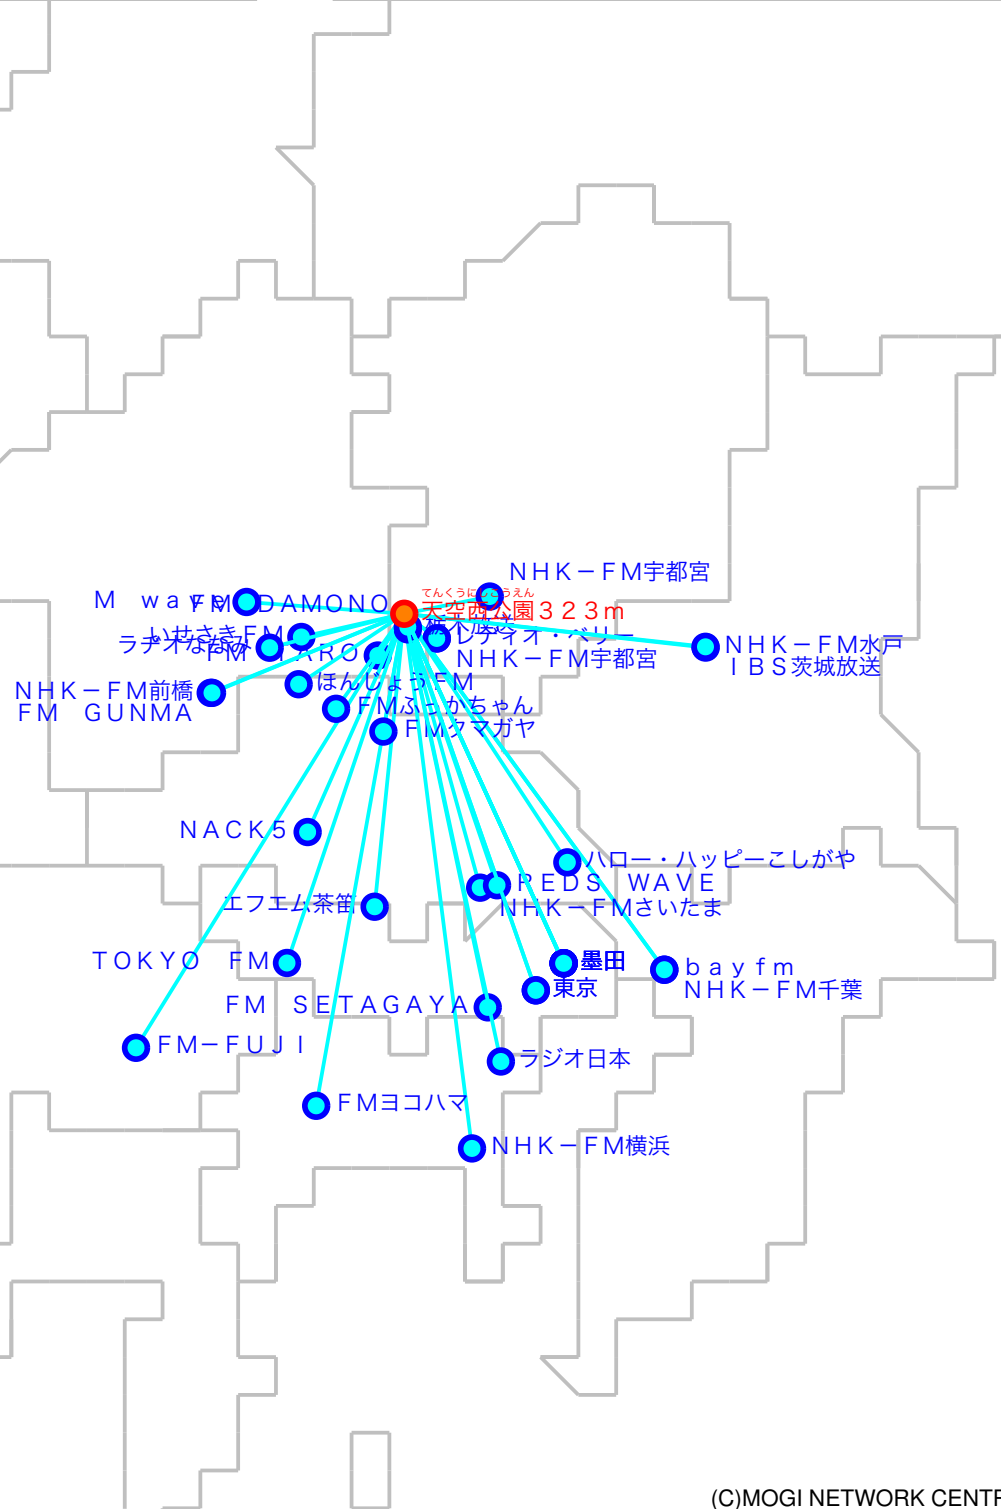 ＮＨＫ－ＦＭ宇都宮
てんくうにしこうえん
天空西公園３２３ｍ
Ｍ　ｗａｖｅ
ＦＭ　ＤＡＭＯＮＯ
栃木放送
いせさきＦＭ
レディオ・ベリー
ラヂオななみ
ＦＭ　ＴＡＲＯ
ＮＨＫ－ＦＭ宇都宮
ＮＨＫ－ＦＭ水戸
ＩＢＳ茨城放送
ほんじょうＦＭ
ＮＨＫ－ＦＭ前橋
ＦＭ　ＧＵＮＭＡ
ＦＭふっかちゃん
ＦＭクマガヤ
ＮＡＣＫ５
ハロー・ハッピーこしがや
ＲＥＤＳ　ＷＡＶＥ
ＮＨＫ－ＦＭさいたま
エフエム茶笛
ＴＯＫＹＯ　ＦＭ
墨田
ｂａｙｆｍ
ＮＨＫ－ＦＭ千葉
東京
ＦＭ　ＳＥＴＡＧＡＹＡ
ＦＭ－ＦＵＪＩ
ラジオ日本
ＦＭヨコハマ
ＮＨＫ－ＦＭ横浜
(C)MOGI NETWORK CENTR